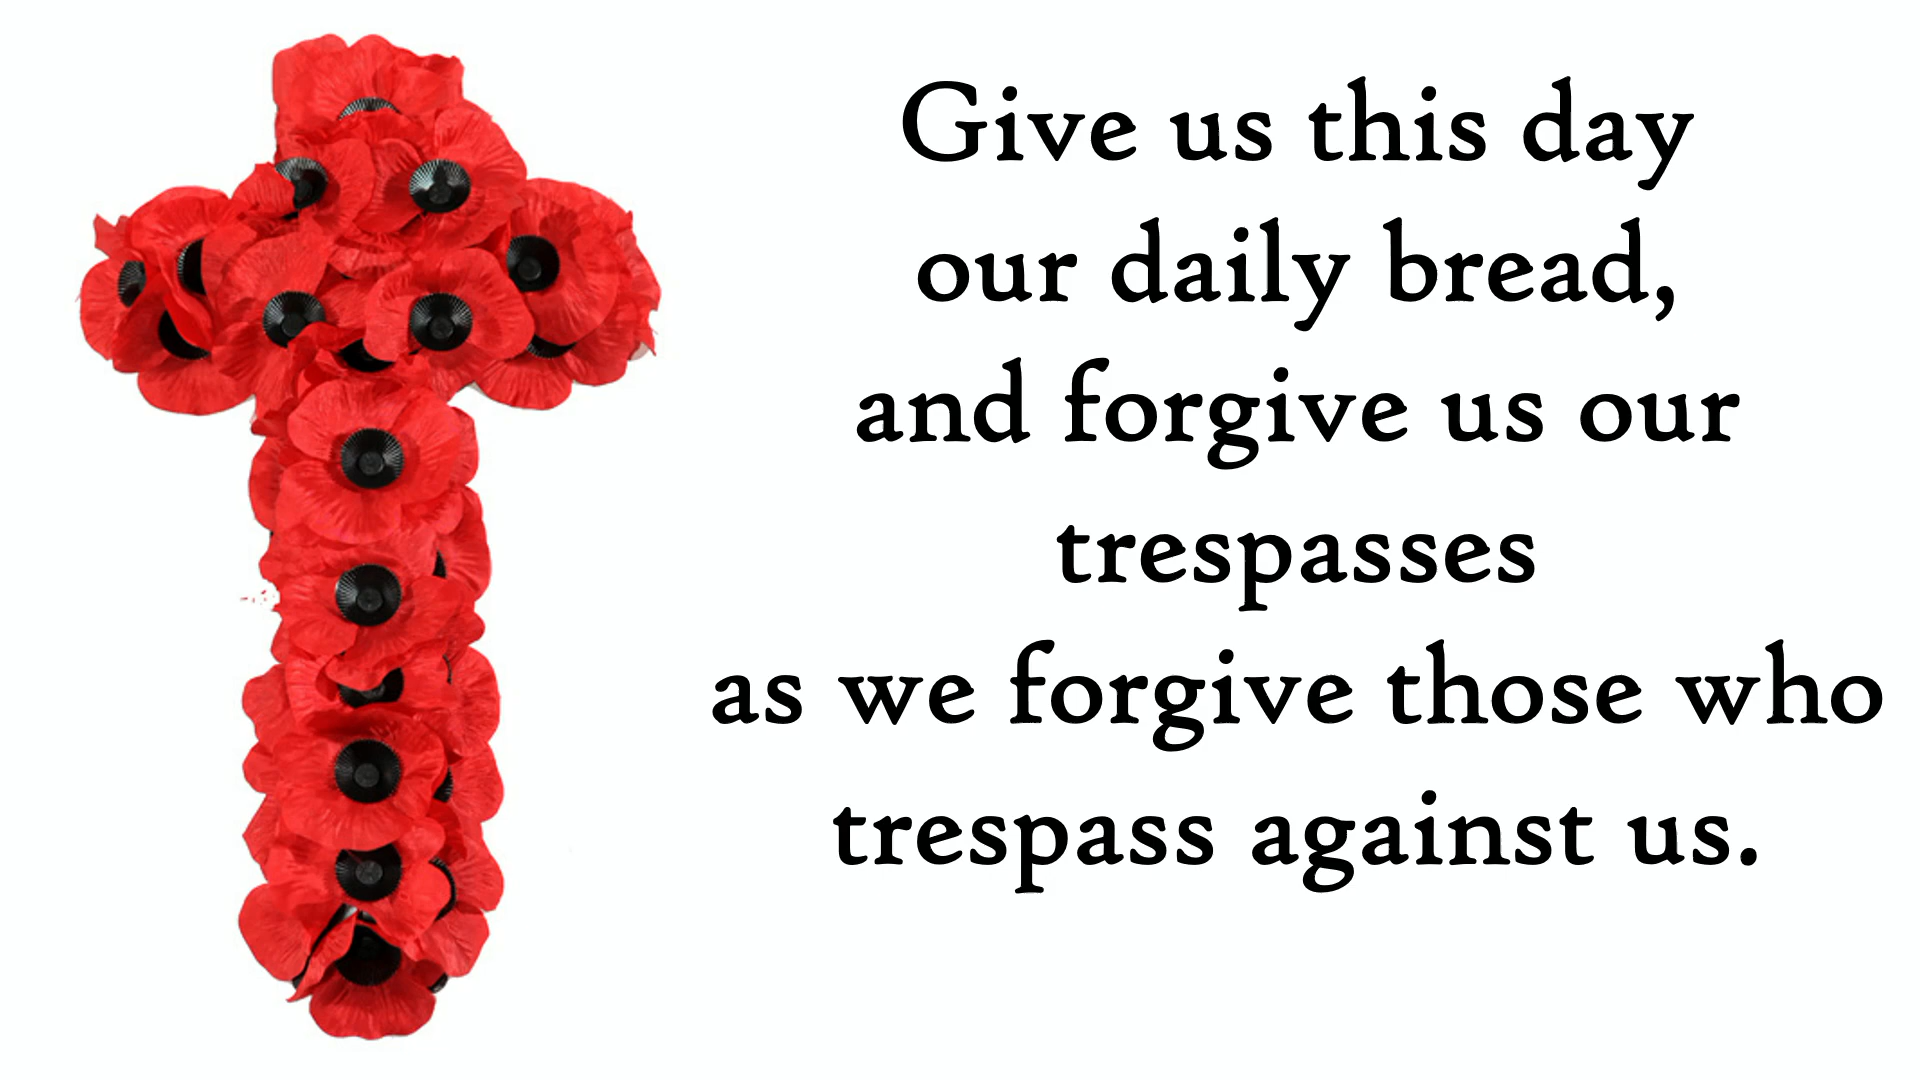 Give us this day
our daily bread,
and forgive us our
trespasses
as we forgive those who
trespass against us.